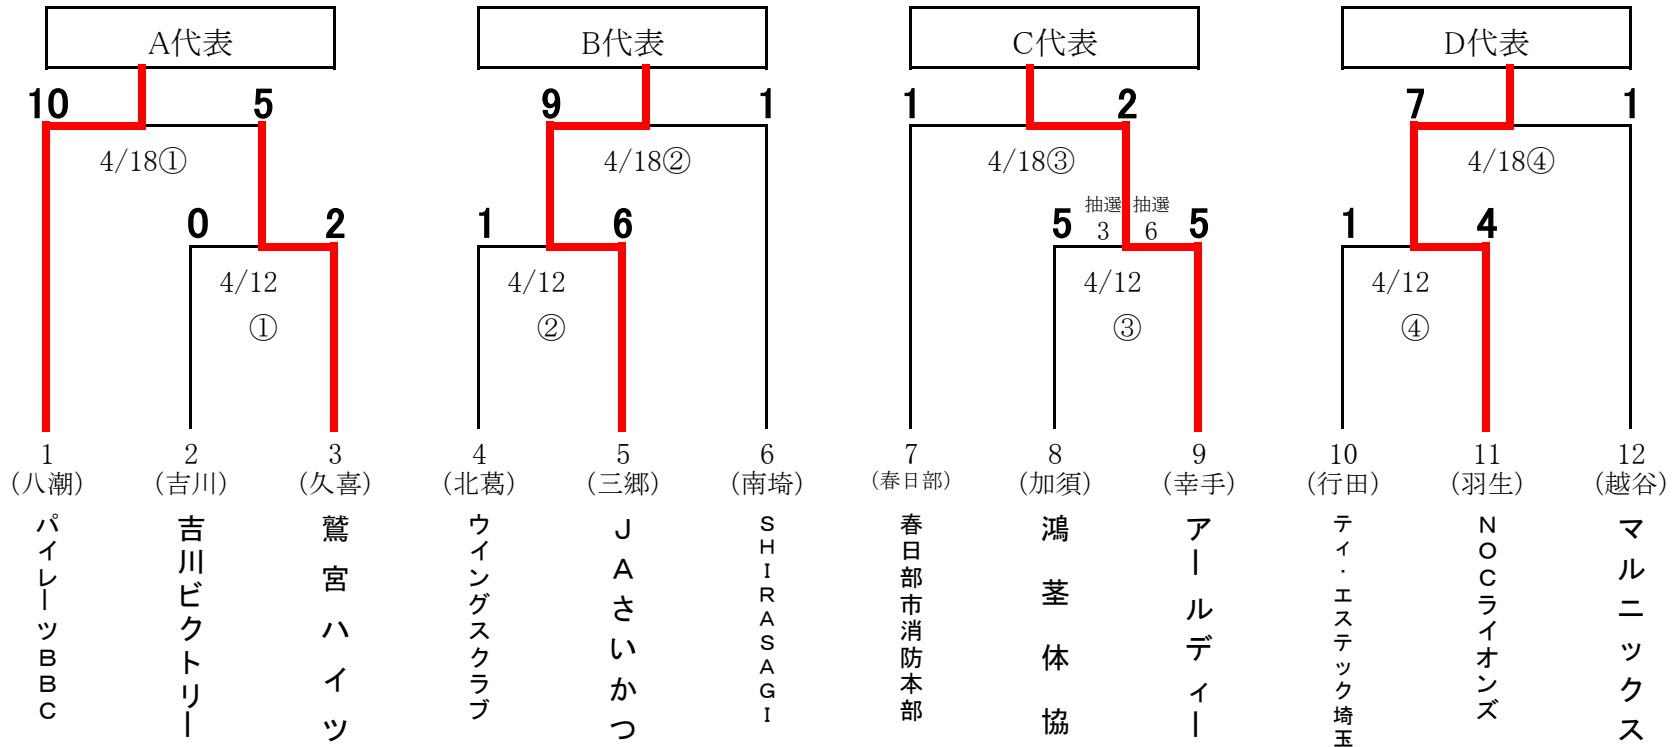 A代表
B代表
C代表
D代表
10
5
9
1
1
2
7
1
4/18①
4/18②
4/18③
4/18④
0
2
1
6
5
抽選
3
抽選
6
5
1
4
4/12
①
4/12
②
4/12
③
4/12
④
1
2
3
4
5
6
7
8
9
10
11
12
(八潮)
(吉川)
(久喜)
(北葛)
(三郷)
(南埼)
(春日部)
(加須)
(幸手)
(行田)
(羽生)
(越谷)
パイレーツBBC
吉川ビクトリー
鷲宮ハイツ
ウイングスクラブ
JAさいかつ
SHIRASAGI
春日部市消防本部
鴻茎体協
アールディー
ティ・エステック埼玉
NOCライオンズ
マルニックス